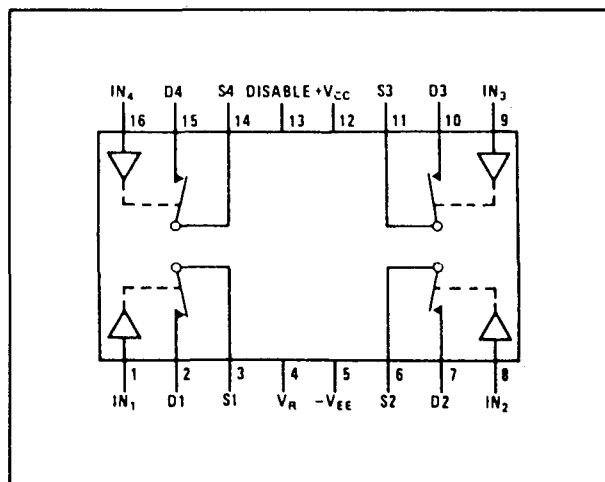 IN4 D4 S4 DISABLE +VCC S3 D3 IN3
16 15 14 13 12 11 10 9
1 2 3 4 5 6 7 8
IN1 D1 S1 VR -VEE S2 D2 IN2